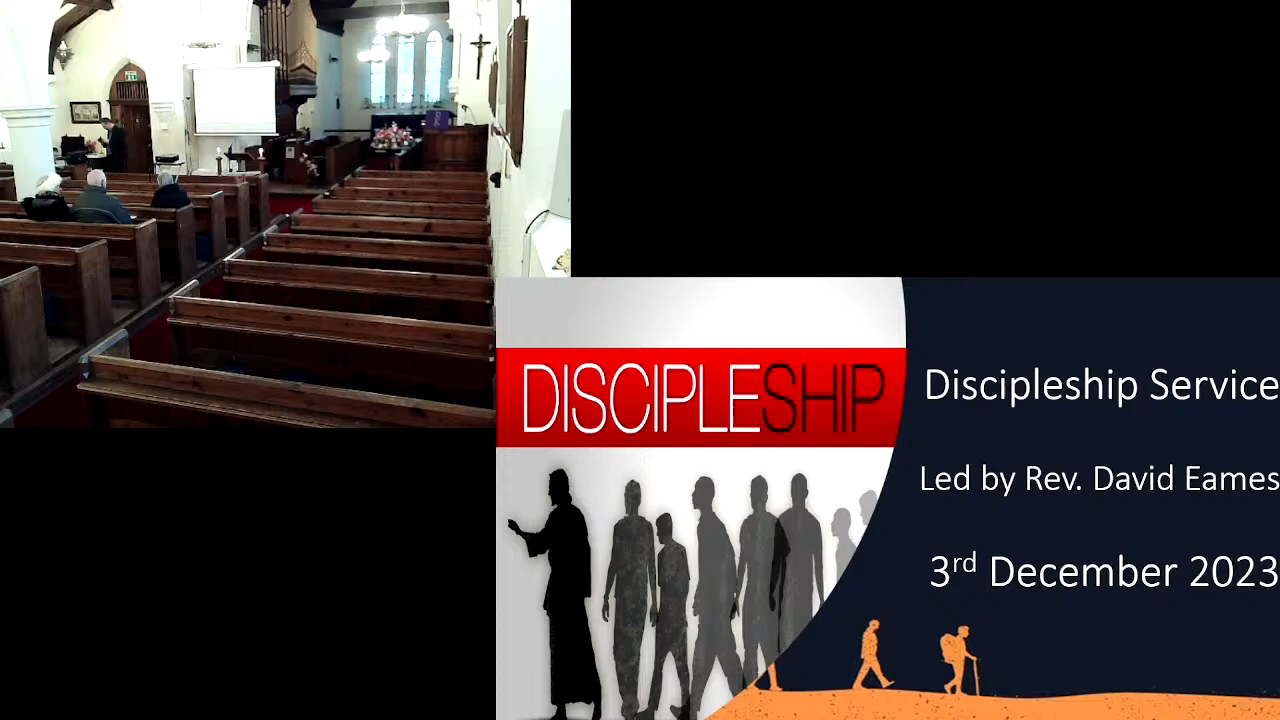 DISCIPLESHIP
Discipleship Service
Led by Rev. David Eames
3rd December 2023